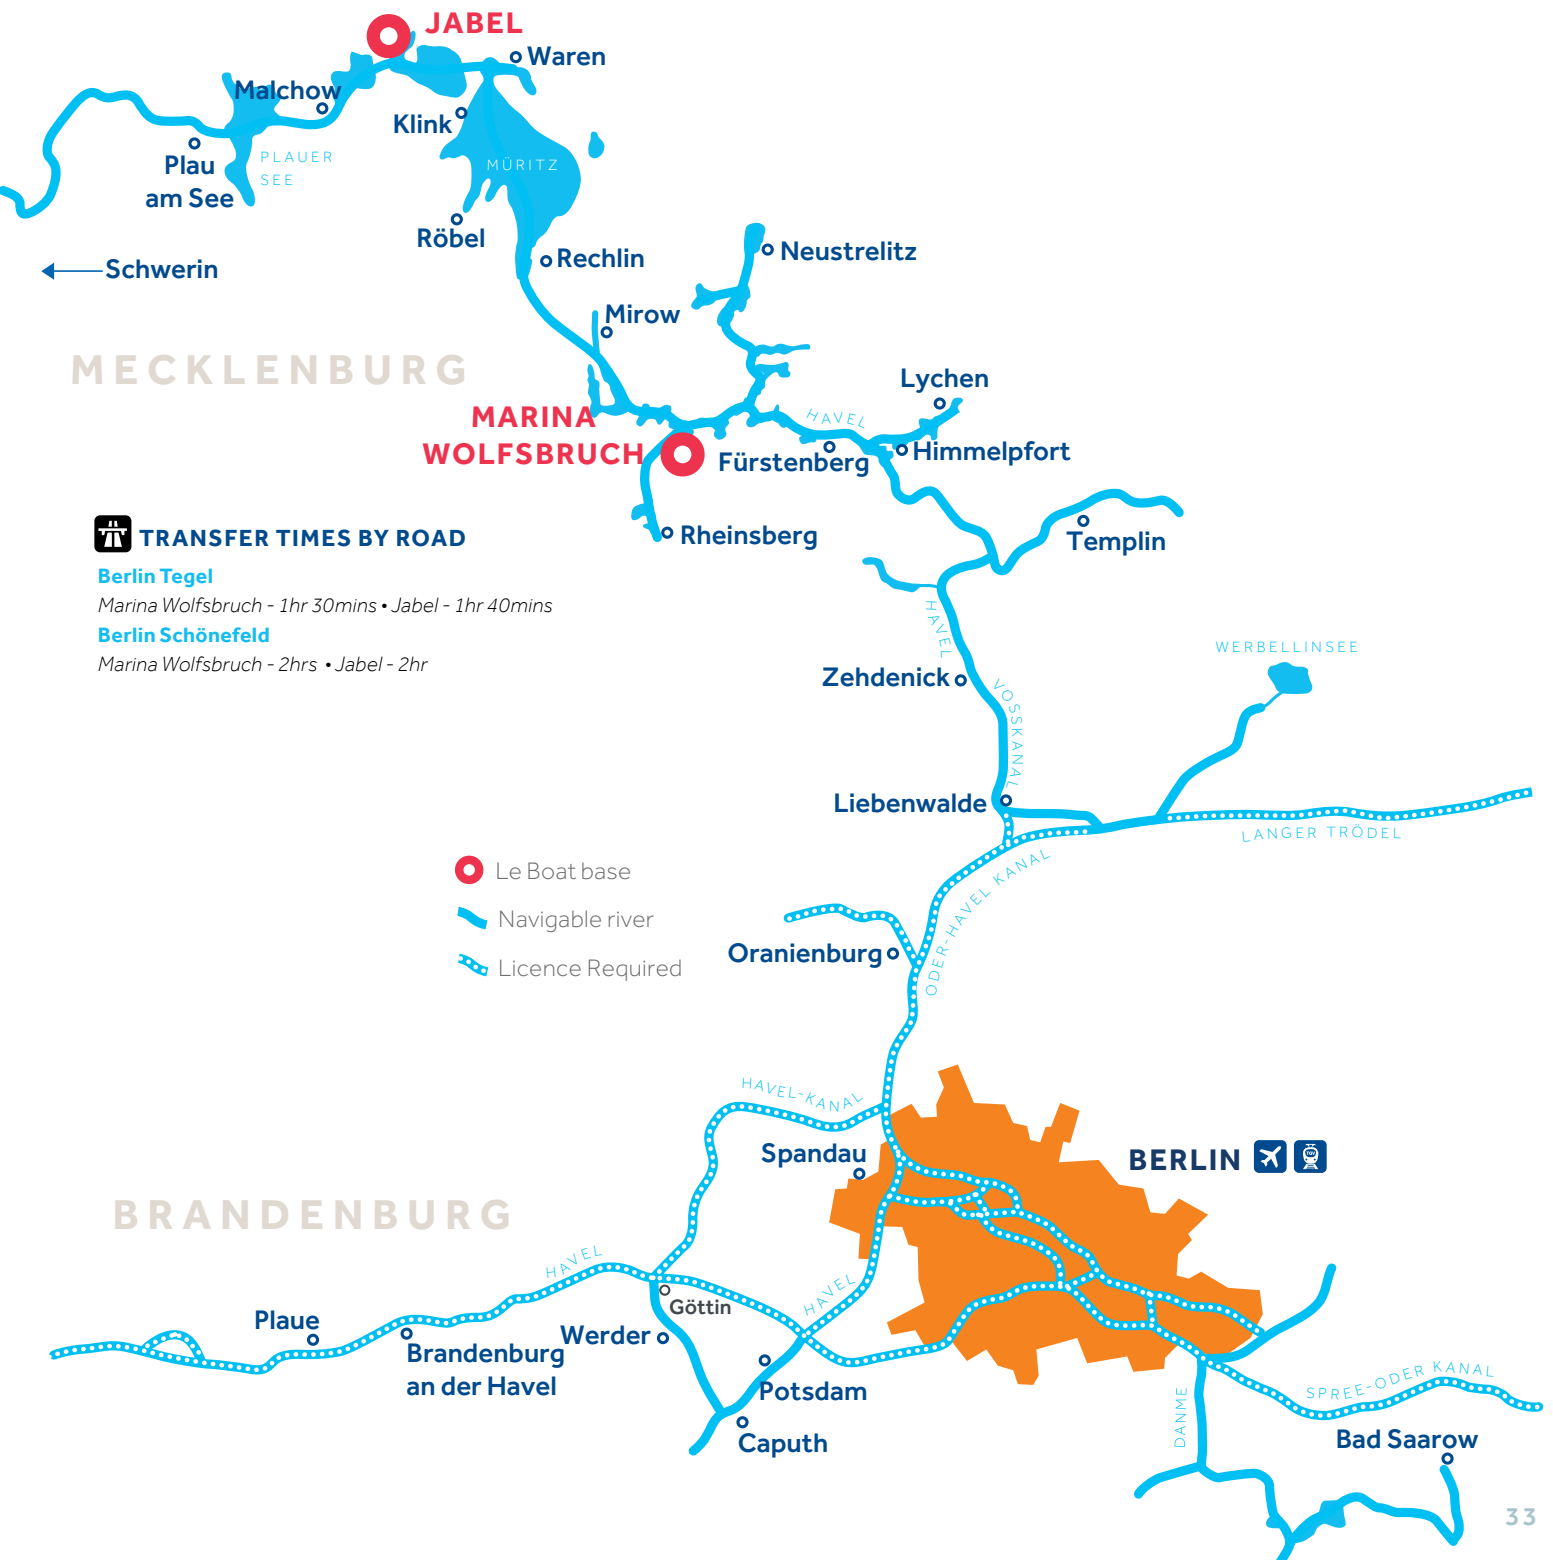 JABEL
Waren
Malchow
Klink
PLAUER
SEE
MÜRITZ
Plau
am See
Röbel
Rechlin
Neustrelitz
Schwerin
Mirow
MECKLENBURG
Lychen
MARINA
WOLFSBRUCH
HAVEL
Fürstenberg
Himmelpfort
Rheinsberg
Templin
TRANSFER TIMES BY ROAD
Berlin Tegel
Marina Wolfsbruch - 1hr 30mins • Jabel - 1hr 40mins
Berlin Schönefeld
Marina Wolfsbruch - 2hrs • Jabel - 2hr
HAVEL
WERBELLINSEE
Zehdenick
VOSSKANAL
Liebenwalde
LANGER TRÖDEL
Le Boat base
Navigable river
Licence Required
ODER-HAVEL KANAL
Oranienburg
HAVEL-KANAL
Spandau
BERLIN
TGV
BRANDENBURG
HAVEL
HAVEL
Göttin
Plaue
Werder
Brandenburg
an der Havel
Potsdam
Caputh
DANME
SPREE-ODER KANAL
Bad Saarow
33